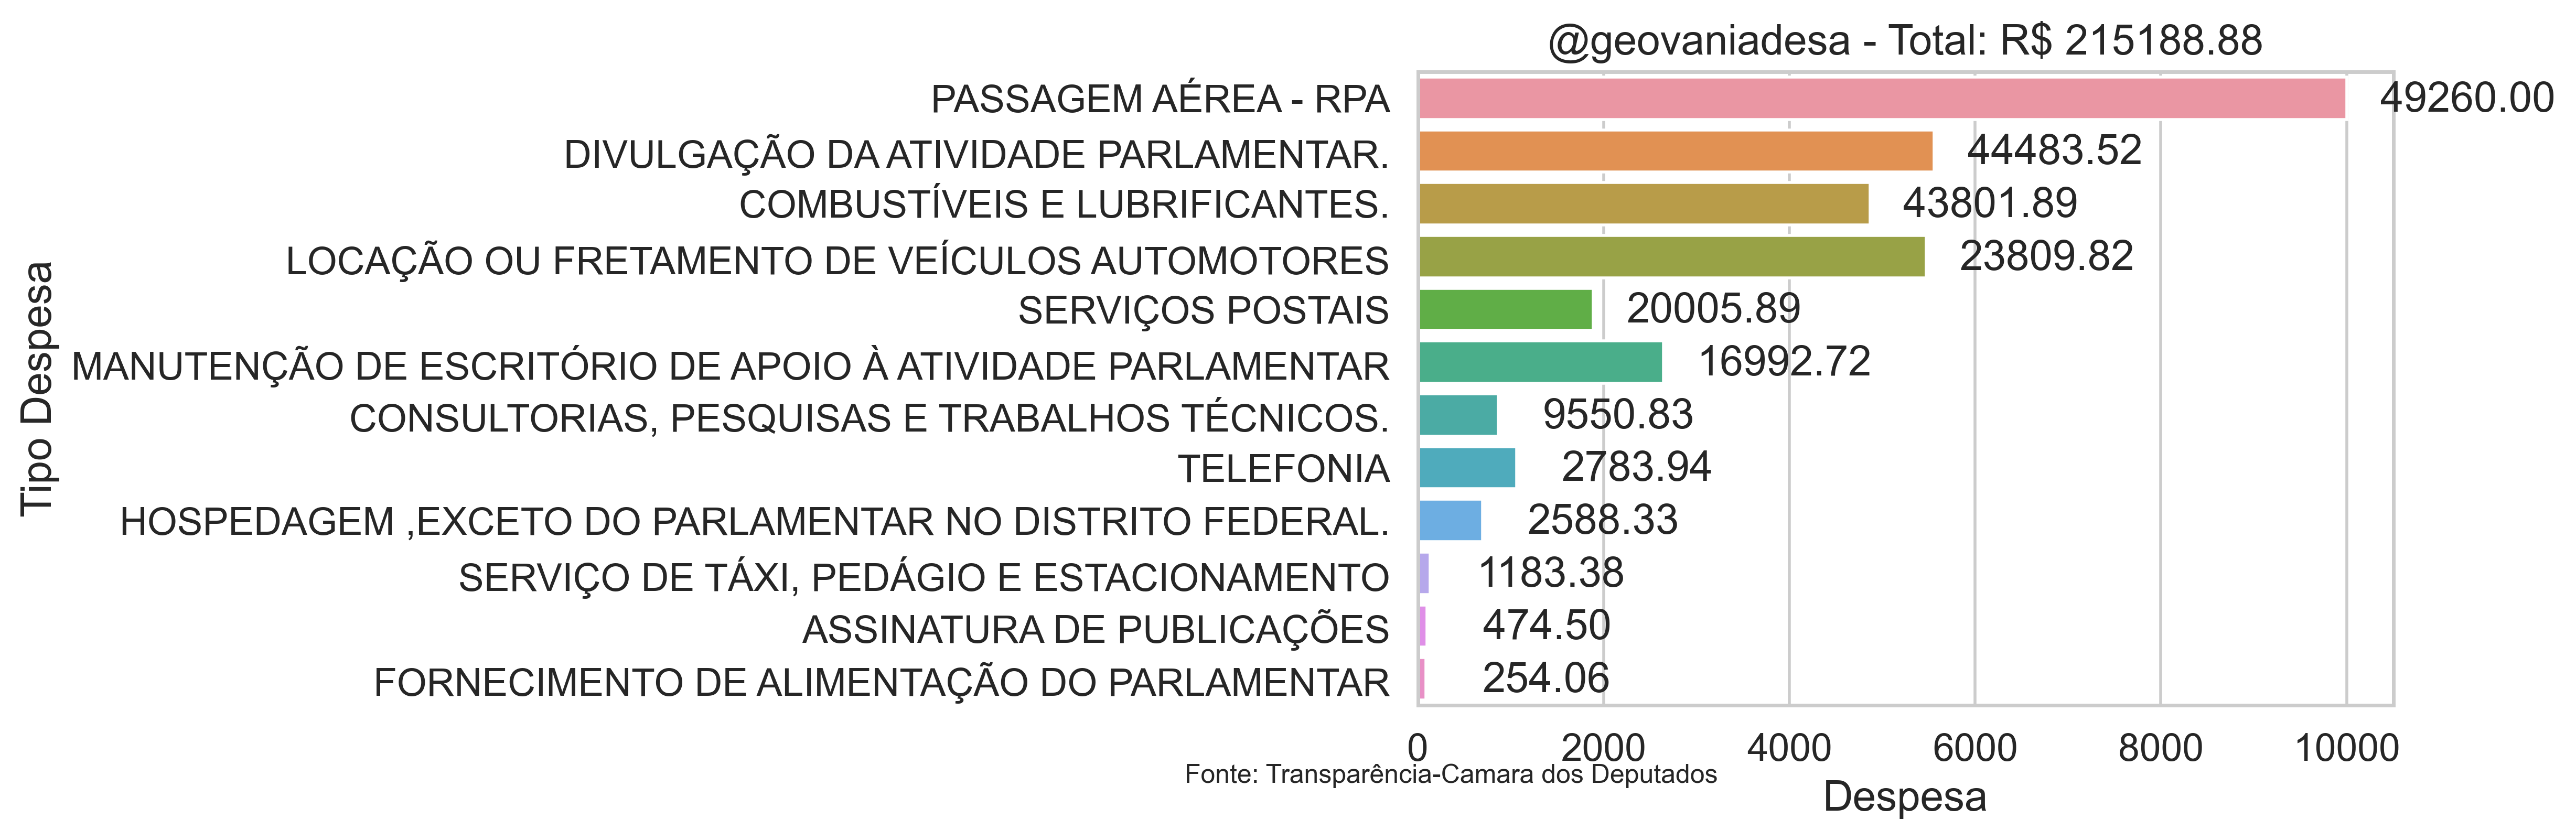 @geovaniadesa - Total: R$ 215188.88
PASSAGEM AÉREA - RPA 49260.00
DIVULGAÇÃO DA ATIVIDADE PARLAMENTAR. 44483.52
COMBUSTÍVEIS E LUBRIFICANTES. 43801.89
LOCAÇÃO OU FRETAMENTO DE VEÍCULOS AUTOMOTORES 23809.82
SERVIÇOS POSTAIS 20005.89
MANUTENÇÃO DE ESCRITÓRIO DE APOIO À ATIVIDADE PARLAMENTAR 16992.72
CONSULTORIAS, PESQUISAS E TRABALHOS TÉCNICOS. 9550.83
TELEFONIA 2783.94
HOSPEDAGEM ,EXCETO DO PARLAMENTAR NO DISTRITO FEDERAL. 2588.33
SERVIÇO DE TÁXI, PEDÁGIO E ESTACIONAMENTO 1183.38
ASSINATURA DE PUBLICAÇÕES 474.50
FORNECIMENTO DE ALIMENTAÇÃO DO PARLAMENTAR 254.06
Tipo Despesa
0 2000 4000 6000 8000 10000
Fonte: Transparência-Camara dos Deputados
Despesa